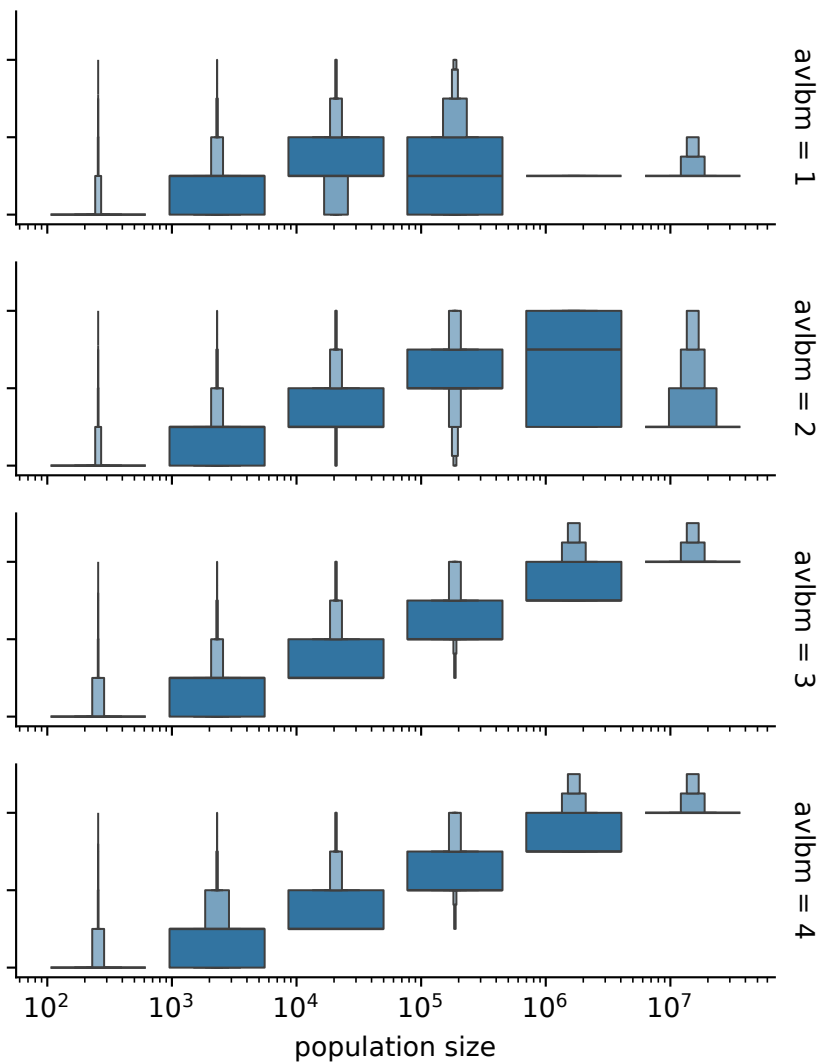 avlbm = 1
avlbm = 2
avlbm = 3
avlbm = 4
10² 10³ 10⁴ 10⁵ 10⁶ 10⁷
population size